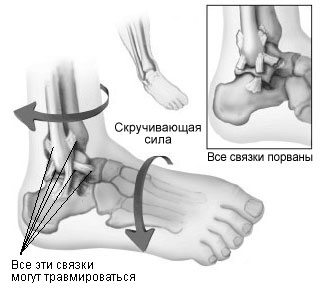 Скручивающая
сила
Все связки порваны
Все эти связки
могут травмироваться